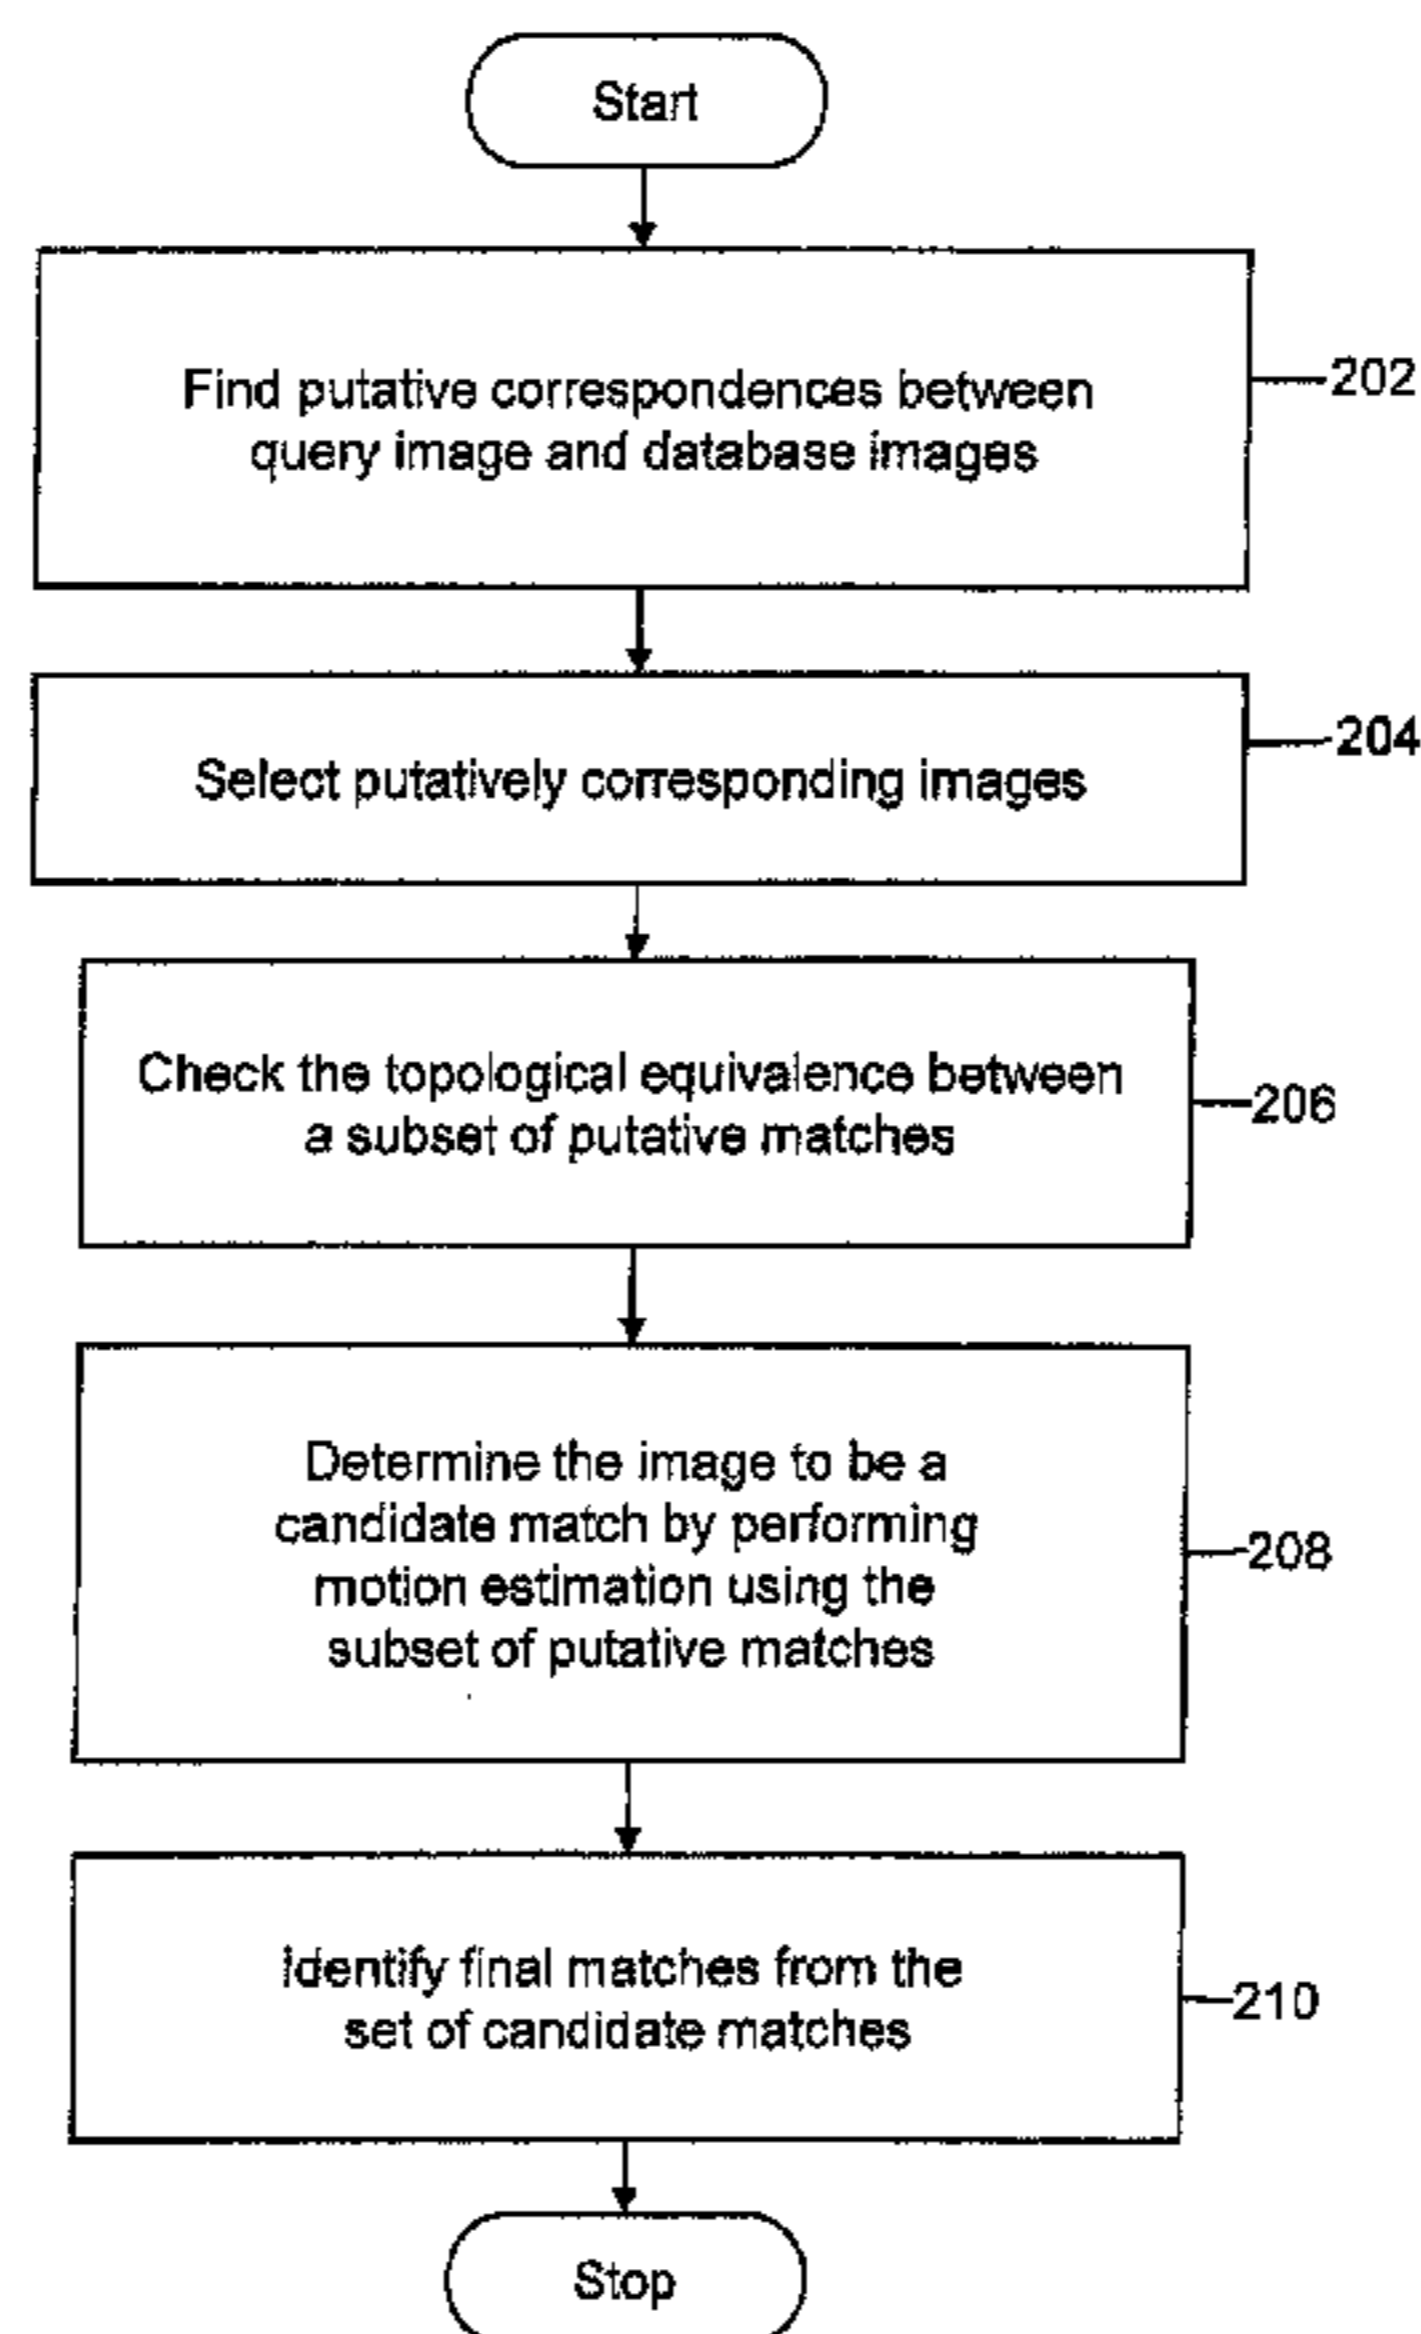 Start
Find putative correspondences between
query image and database images
202
Select putatively corresponding images
204
Check the topological equivalence between
a subset of putative matches
206
Determine the image to be a
candidate match by performing
motion estimation using the
subset of putative matches
208
Identify final matches from the
set of candidate matches
210
Stop